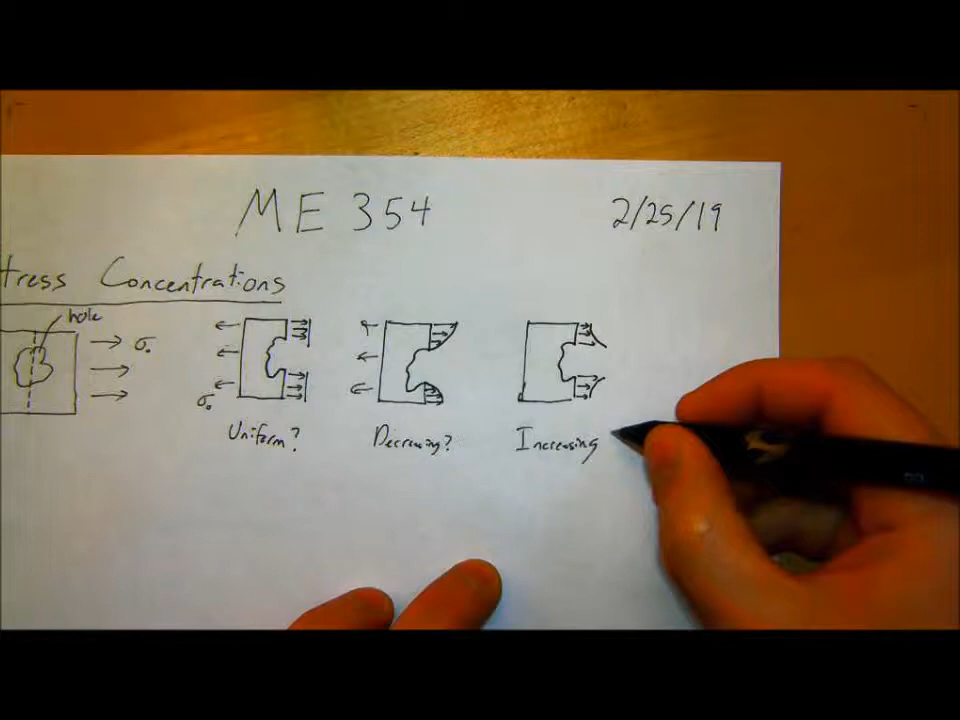 ME 354
2/25/19
tress Concentrations
hole
σ₀
σ₀
Uniform?
Decreasing?
Increasing